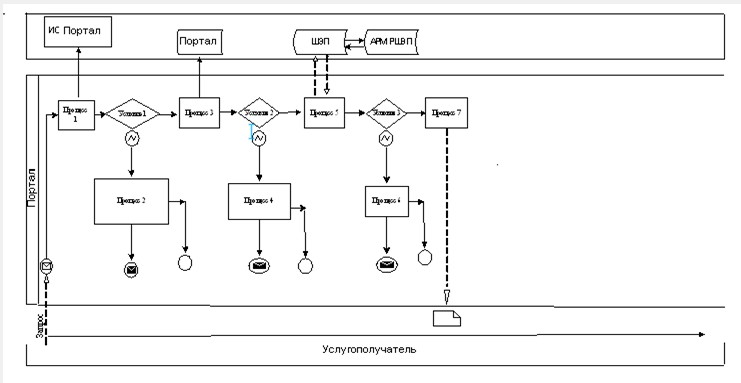 ИС Портал
Портал
ШЭП
АРМ РШЭП
Процесс
1
Условие 1
Процесс 3
Условие 2
Процесс 5
Условие 3
Процесс 7
Процесс 2
Процесс 4
Процесс 6
Портал
Запрос
Услугополучатель